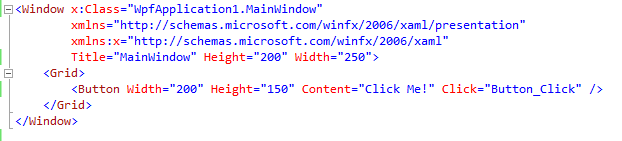 <Window x:Class="WpfApplication1.MainWindow"
xmlns="http://schemas.microsoft.com/winfx/2006/xaml/presentation"
xmlns:x="http://schemas.microsoft.com/winfx/2006/xaml"
Title="MainWindow" Height="200" Width="250">
<Grid>
<Button Width="200" Height="150" Content="Click Me!" Click="Button_Click" />
</Grid>
</Window>